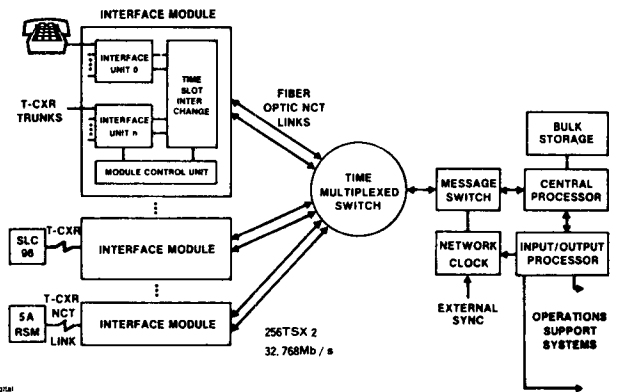 INTERFACE MODULE
INTERFACE
UNIT 0
TIME
SLOT
INTER
CHANGE
T-CXR
TRUNKS
INTERFACE
UNIT n
MODULE CONTROL UNIT
FIBER
OPTIC NCT
LINKS
TIME
MULTIPLEXED
SWITCH
BULK
STORAGE
MESSAGE
SWITCH
CENTRAL
PROCESSOR
NETWORK
CLOCK
INPUT/OUTPUT
PROCESSOR
EXTERNAL
SYNC
OPERATIONS
SUPPORT
SYSTEMS
SLC
96
T-CXR
INTERFACE MODULE
5A
RSM
T-CXR
NCT
LINK
INTERFACE MODULE
256TSX 2
32.768Mb/s